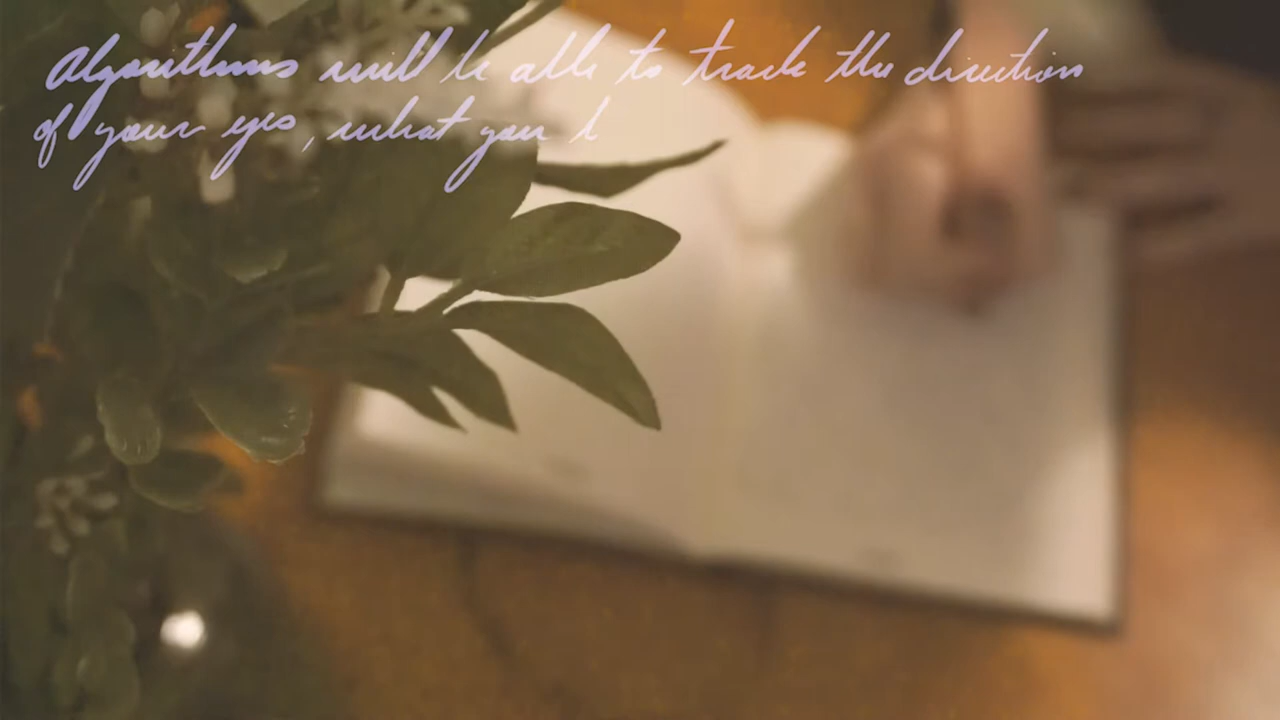 Algorithms will be able to track the direction
of your eyes, what you l